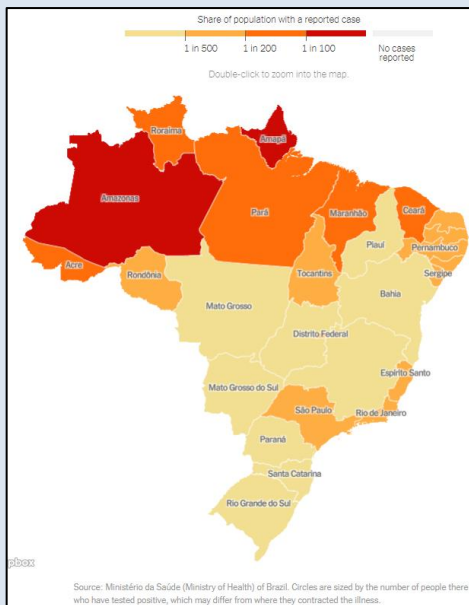 Share of population with a reported case
1 in 500
1 in 200
1 in 100
No cases
reported
Double-click to zoom into the map.
Roraima
Amapá
Amazonas
Pará
Maranhão
Ceará
Piauí
Pernambuco
Acre
Rondônia
Tocantins
Sergipe
Mato Grosso
Bahia
Distrito Federal
Mato Grosso do Sul
Espírito Santo
São Paulo
Rio de Janeiro
Paraná
Santa Catarina
Rio Grande do Sul
pbox
Source: Ministério da Saúde (Ministry of Health) of Brazil. Circles are sized by the number of people there
who have tested positive, which may differ from where they contracted the illness.